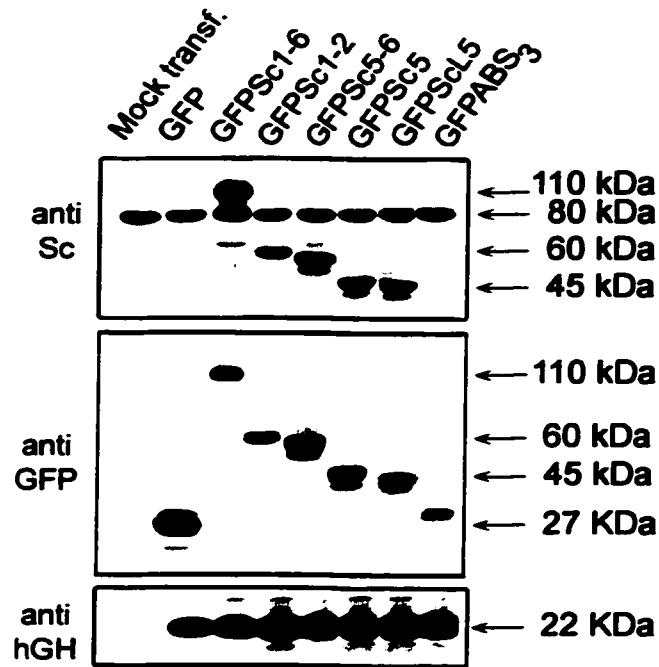 Mock transf.
GFP
GFPSc1-6
GFPSc1-2
GFPSc5-6
GFPSc5
GFPScL5
GFPABS3
anti
Sc
110 kDa
80 kDa
60 kDa
45 kDa
anti
GFP
110 kDa
60 kDa
45 kDa
27 KDa
anti
hGH
22 KDa